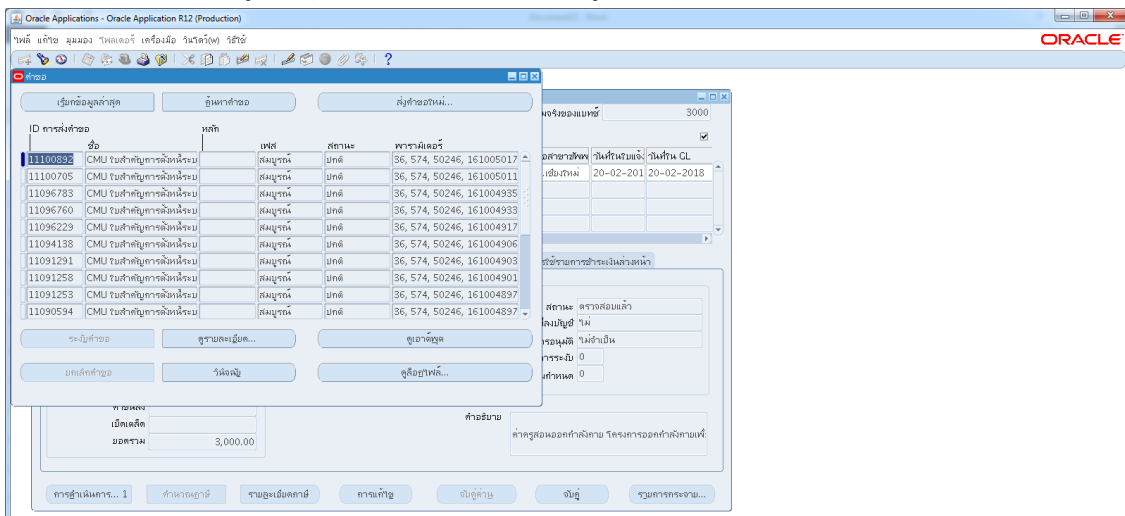 Oracle Applications - Oracle Application R12 (Production)
ไฟล์ แก้ไข มุมมอง โฟลเดอร์ เครื่องมือ วินโดว์(W) วิธีใช้
ORACLE
คำขอ
เรียกข้อมูลล่าสุด ค้นหาคำขอ ส่งคำขอใหม่...
ID การส่งคำขอ หลัก
ชื่อ เฟส สถานะ พารามิเตอร์
11100892 CMU ใบสำคัญการตั้งหนี้ระบ สมบูรณ์ ปกติ 36, 574, 50246, 161005017
11100705 CMU ใบสำคัญการตั้งหนี้ระบ สมบูรณ์ ปกติ 36, 574, 50246, 161005011
11096783 CMU ใบสำคัญการตั้งหนี้ระบ สมบูรณ์ ปกติ 36, 574, 50246, 161004935
11096760 CMU ใบสำคัญการตั้งหนี้ระบ สมบูรณ์ ปกติ 36, 574, 50246, 161004933
11096229 CMU ใบสำคัญการตั้งหนี้ระบ สมบูรณ์ ปกติ 36, 574, 50246, 161004917
11094138 CMU ใบสำคัญการตั้งหนี้ระบ สมบูรณ์ ปกติ 36, 574, 50246, 161004906
11091291 CMU ใบสำคัญการตั้งหนี้ระบ สมบูรณ์ ปกติ 36, 574, 50246, 161004903
11091258 CMU ใบสำคัญการตั้งหนี้ระบ สมบูรณ์ ปกติ 36, 574, 50246, 161004901
11091253 CMU ใบสำคัญการตั้งหนี้ระบ สมบูรณ์ ปกติ 36, 574, 50246, 161004897
11090594 CMU ใบสำคัญการตั้งหนี้ระบ สมบูรณ์ ปกติ 36, 574, 50246, 161004897
ระงับคำขอ ดูรายละเอียด... ดูเอาต์พุต
ยกเลิกคำขอ วินิจฉัย ดูล็อกไฟล์...
มจริงของแบทช์ 3000
วันที่ในใบแจ้ง วันที่ใน GL
.เชียงใหม่ 20-02-201 20-02-2018
ใช้รายการชำระเงินล่วงหน้า
สถานะ ตรวจสอบแล้ว
ลงบัญชี ไม่
ารอนุมัติ ไม่จำเป็น
การระงับ 0
นกำหนด 0
เบ็ดเตล็ด
ยอดรวม 3,000.00
คำอธิบาย
ค่าครูสอนออกกำลังกาย โครงการออกกำลังกายเพื่
การดำเนินการ... 1 คำนวณภาษี รายละเอียดภาษี การแก้ไข จับคู่ด้าน จับคู่ รวมการกระจาย...